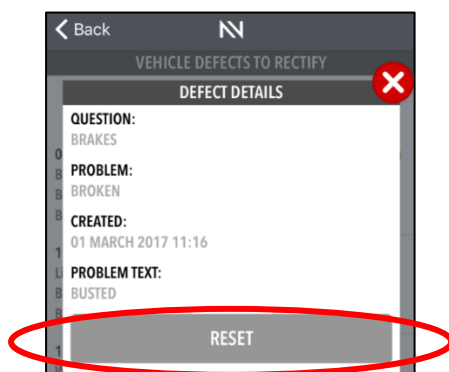 Back
VEHICLE DEFECTS TO RECTIFY
DEFECT DETAILS
QUESTION:
BRAKES
PROBLEM:
BROKEN
CREATED:
01 MARCH 2017 11:16
PROBLEM TEXT:
BUSTED
RESET